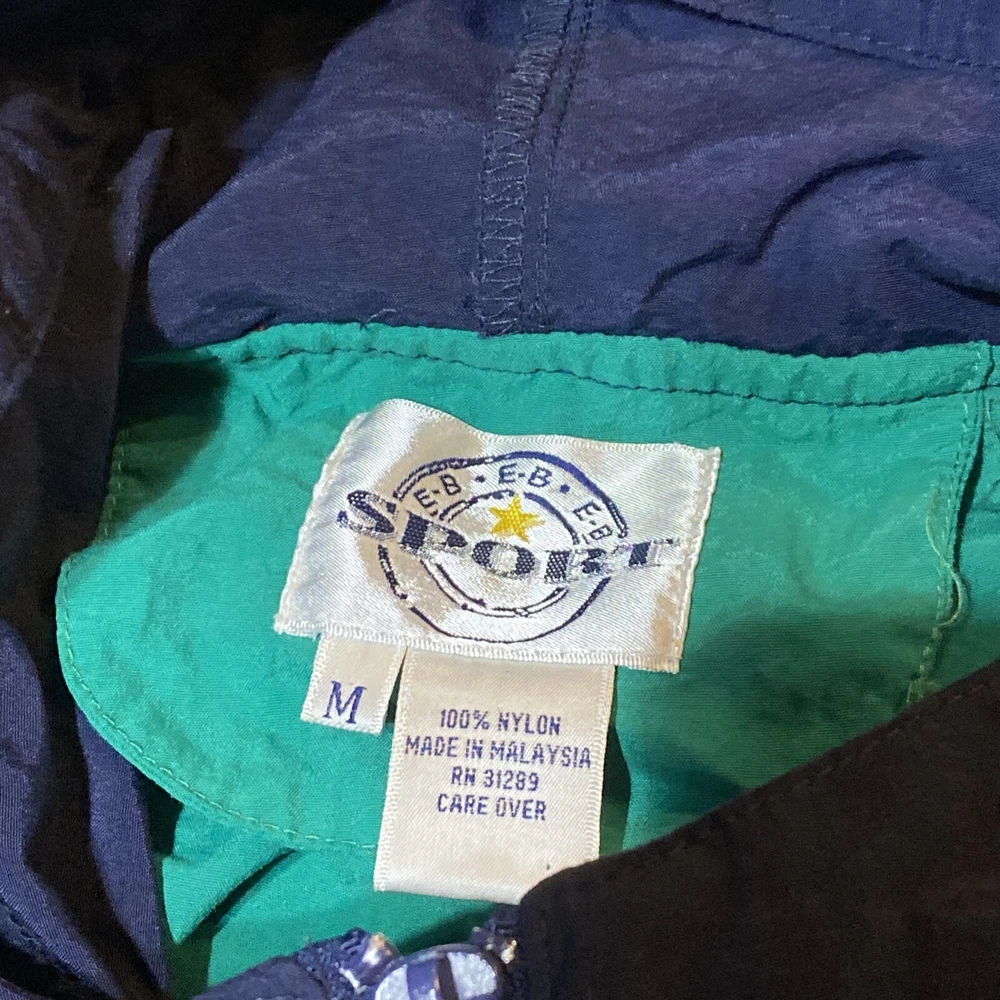 E-B • E-B • E-B
SPORT
M
100% NYLON
MADE IN MALAYSIA
RN 31289
CARE OVER